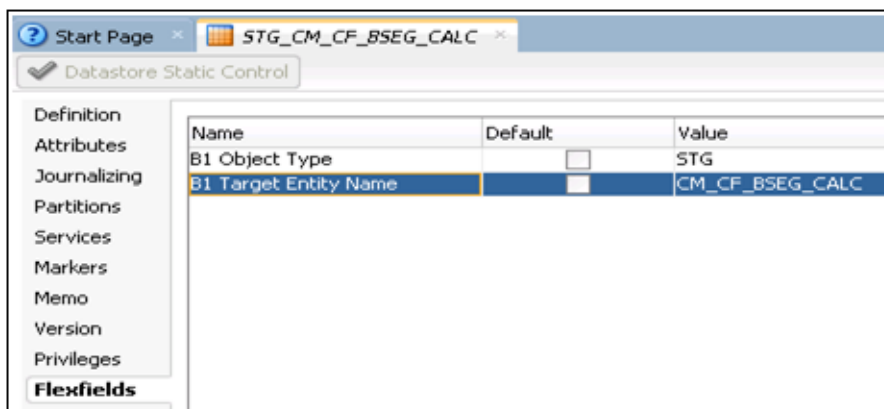 Start Page
STG_CM_CF_BSEG_CALC
Datastore Static Control
Definition
Attributes
Journalizing
Partitions
Services
Markers
Memo
Version
Privileges
Flexfields
Name Default Value
B1 Object Type STG
B1 Target Entity Name CM_CF_BSEG_CALC